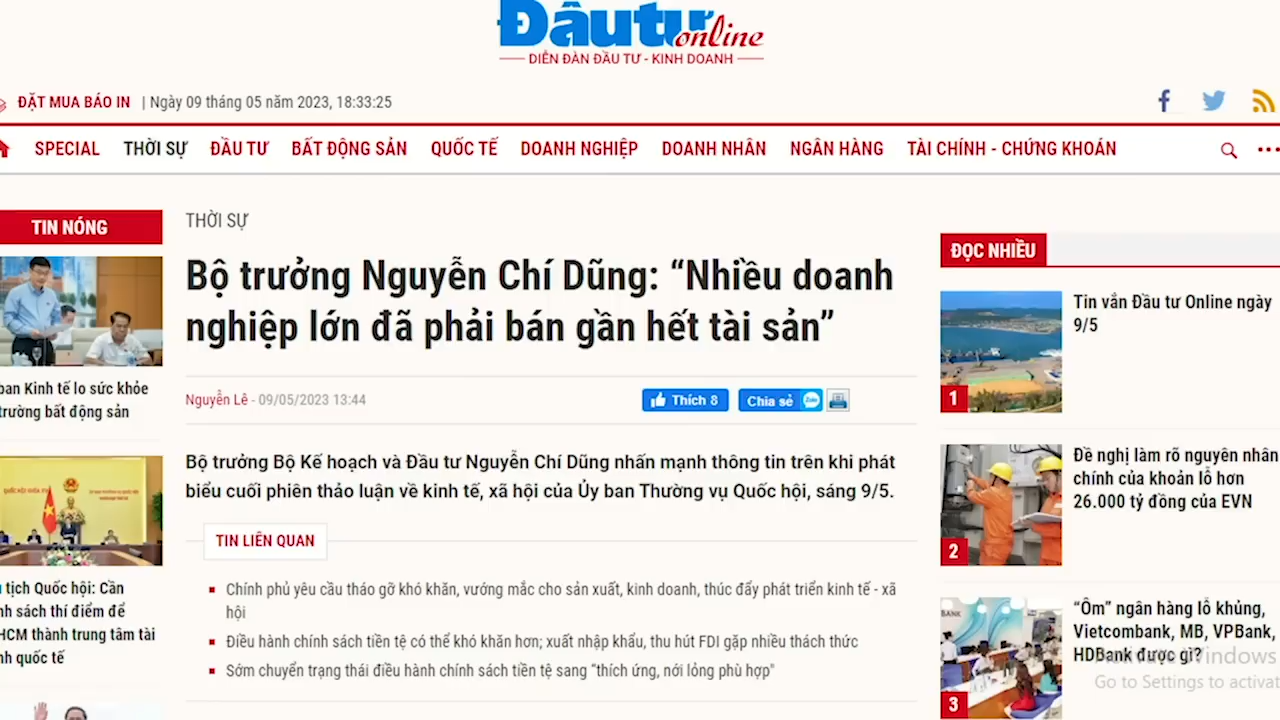 Đầu tư online
DIỄN ĐÀN ĐẦU TƯ - KINH DOANH
ĐẶT MUA BÁO IN | Ngày 09 tháng 05 năm 2023, 18:33:25
SPECIAL THỜI SỰ ĐẦU TƯ BẤT ĐỘNG SẢN QUỐC TẾ DOANH NGHIỆP DOANH NHÂN NGÂN HÀNG TÀI CHÍNH - CHỨNG KHOÁN
TIN NÓNG
ban Kinh tế lo sức khỏe
trường bất động sản
tịch Quốc hội: Cần
nh sách thí điểm để
HCM thành trung tâm tài
nh quốc tế
THỜI SỰ
Bộ trưởng Nguyễn Chí Dũng: “Nhiều doanh
nghiệp lớn đã phải bán gần hết tài sản”
Nguyễn Lê - 09/05/2023 13:44
Thích 8 Chia sẻ Zalo
Bộ trưởng Bộ Kế hoạch và Đầu tư Nguyễn Chí Dũng nhấn mạnh thông tin trên khi phát
biểu cuối phiên thảo luận về kinh tế, xã hội của Ủy ban Thường vụ Quốc hội, sáng 9/5.
TIN LIÊN QUAN
Chính phủ yêu cầu tháo gỡ khó khăn, vướng mắc cho sản xuất, kinh doanh, thúc đẩy phát triển kinh tế - xã
hội
Điều hành chính sách tiền tệ có thể khó khăn hơn; xuất nhập khẩu, thu hút FDI gặp nhiều thách thức
Sớm chuyển trạng thái điều hành chính sách tiền tệ sang “thích ứng, nới lỏng phù hợp"
ĐỌC NHIỀU
1
Tin vắn Đầu tư Online ngày
9/5
2
Đề nghị làm rõ nguyên nhân
chính của khoản lỗ hơn
26.000 tỷ đồng của EVN
3
“Ôm” ngân hàng lỗ khủng,
Vietcombank, MB, VPBank,
HDBank được gì?
Activate Windows
Go to Settings to activat